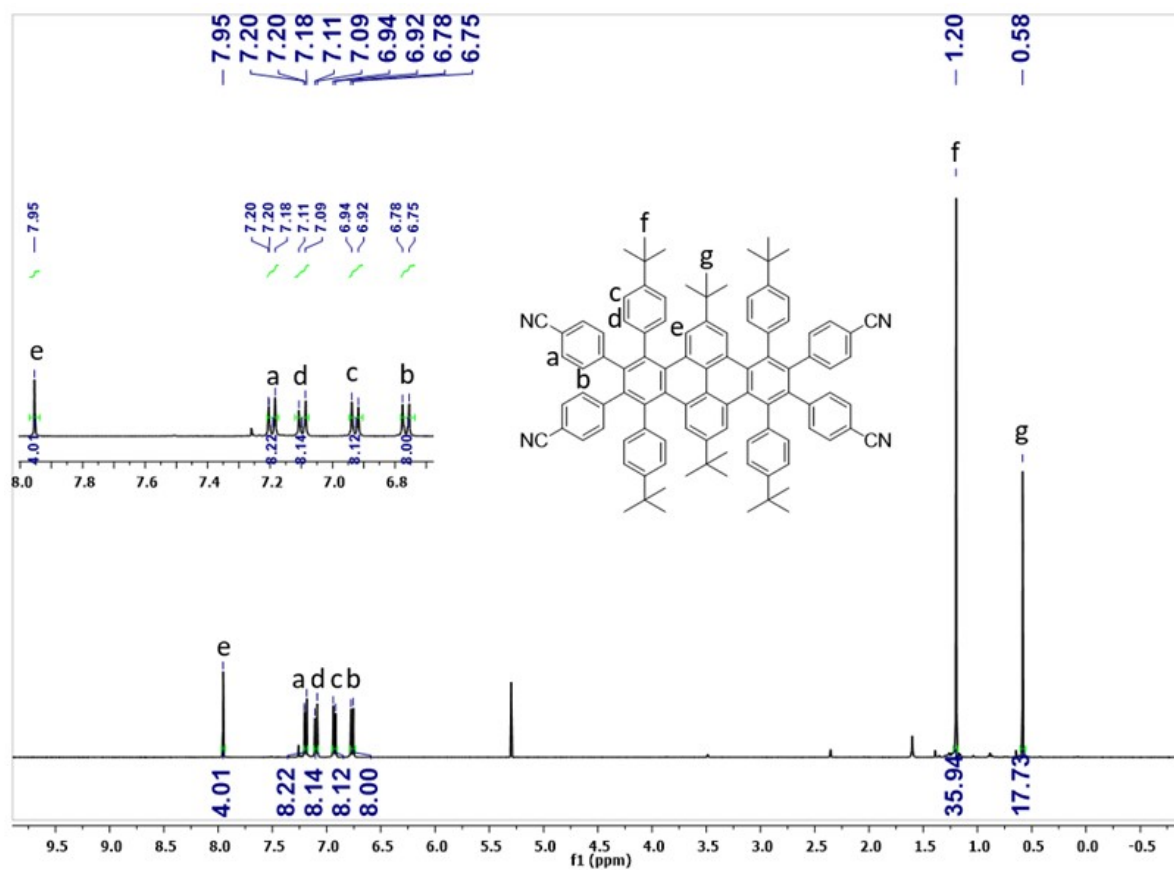 7.95 7.20 7.20 7.18 7.11 7.09 6.94 6.92 6.78 6.75 1.20 0.58
f
7.95 7.20 7.20 7.18 7.11 7.09 6.94 6.92 6.78 6.75
f
g
c
d
e
NC
CN
a
b
NC
CN
e
a d c b
g
4.01 8.22 8.14 8.12 8.00
8.0 7.8 7.6 7.4 7.2 7.0 6.8
e
a d c b
4.01 8.22 8.14 8.12 8.00 35.94 17.73
9.5 9.0 8.5 8.0 7.5 7.0 6.5 6.0 5.5 5.0 4.5 4.0 3.5 3.0 2.5 2.0 1.5 1.0 0.5 0.0 -0.5
f1 (ppm)